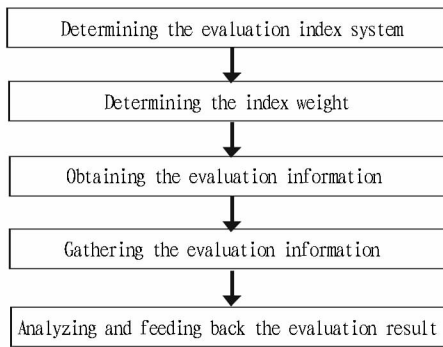 Determining the evaluation index system
Determining the index weight
Obtaining the evaluation information
Gathering the evaluation information
Analyzing and feeding back the evaluation result